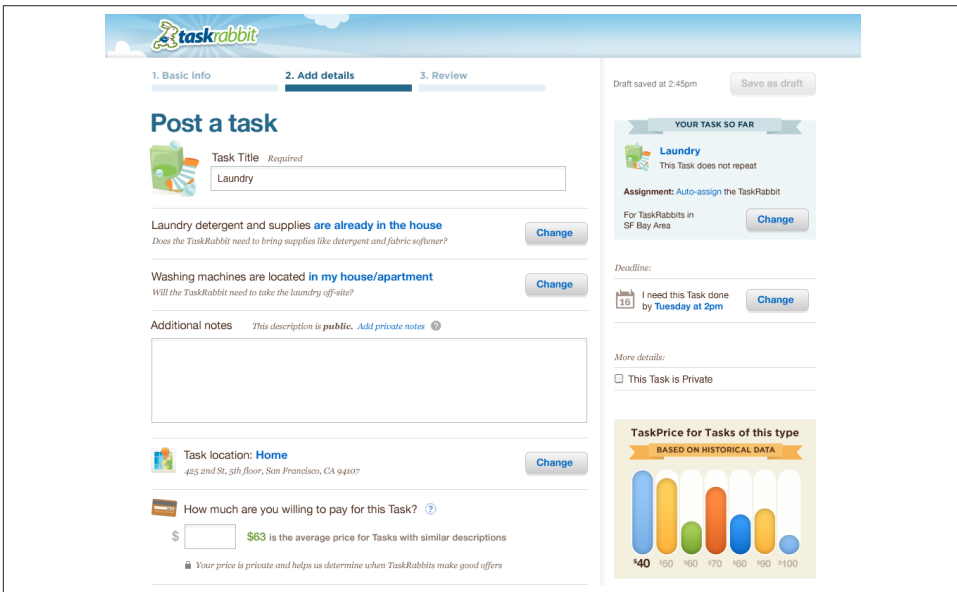 taskrabbit
1. Basic info
2. Add details
3. Review
Post a task
Task Title Required
Laundry
Laundry detergent and supplies are already in the house
Does the TaskRabbit need to bring supplies like detergent and fabric softener?
Change
Washing machines are located in my house/apartment
Will the TaskRabbit need to take the laundry off-site?
Change
Additional notes This description is public. Add private notes ?
Task location: Home
425 2nd St, 5th floor, San Francisco, CA 94107
Change
How much are you willing to pay for this Task? ?
$
$63 is the average price for Tasks with similar descriptions
Your price is private and helps us determine when TaskRabbits make good offers
Draft saved at 2:45pm
Save as draft
YOUR TASK SO FAR
Laundry
This Task does not repeat
Assignment: Auto-assign the TaskRabbit
For TaskRabbits in
SF Bay Area
Change
Deadline:
16
I need this Task done
by Tuesday at 2pm
Change
More details:
This Task is Private
TaskPrice for Tasks of this type
BASED ON HISTORICAL DATA
$40 $50 $60 $70 $80 $90 $100